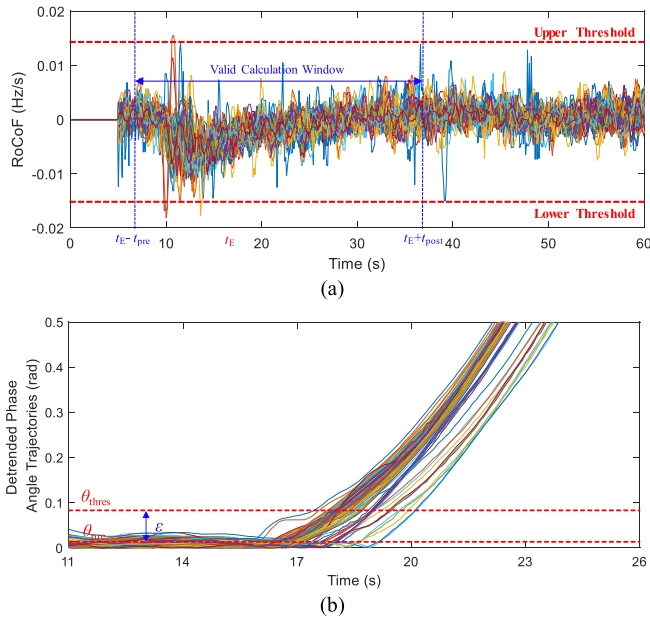 (a)
0.02
0.01
0
-0.01
-0.02
RoCoF (Hz/s)
Upper Threshold
Valid Calculation Window
Lower Threshold
0 10 20 30 40 50 60
tE- tpre
tE
tE+tpost
Time (s)
(a)
0.5
0.4
0.3
0.2
0.1
0
Detrended Phase
Angle Trajectories (rad)
θthres
ε
θpre
11 14 17 20 23 26
Time (s)
(b)